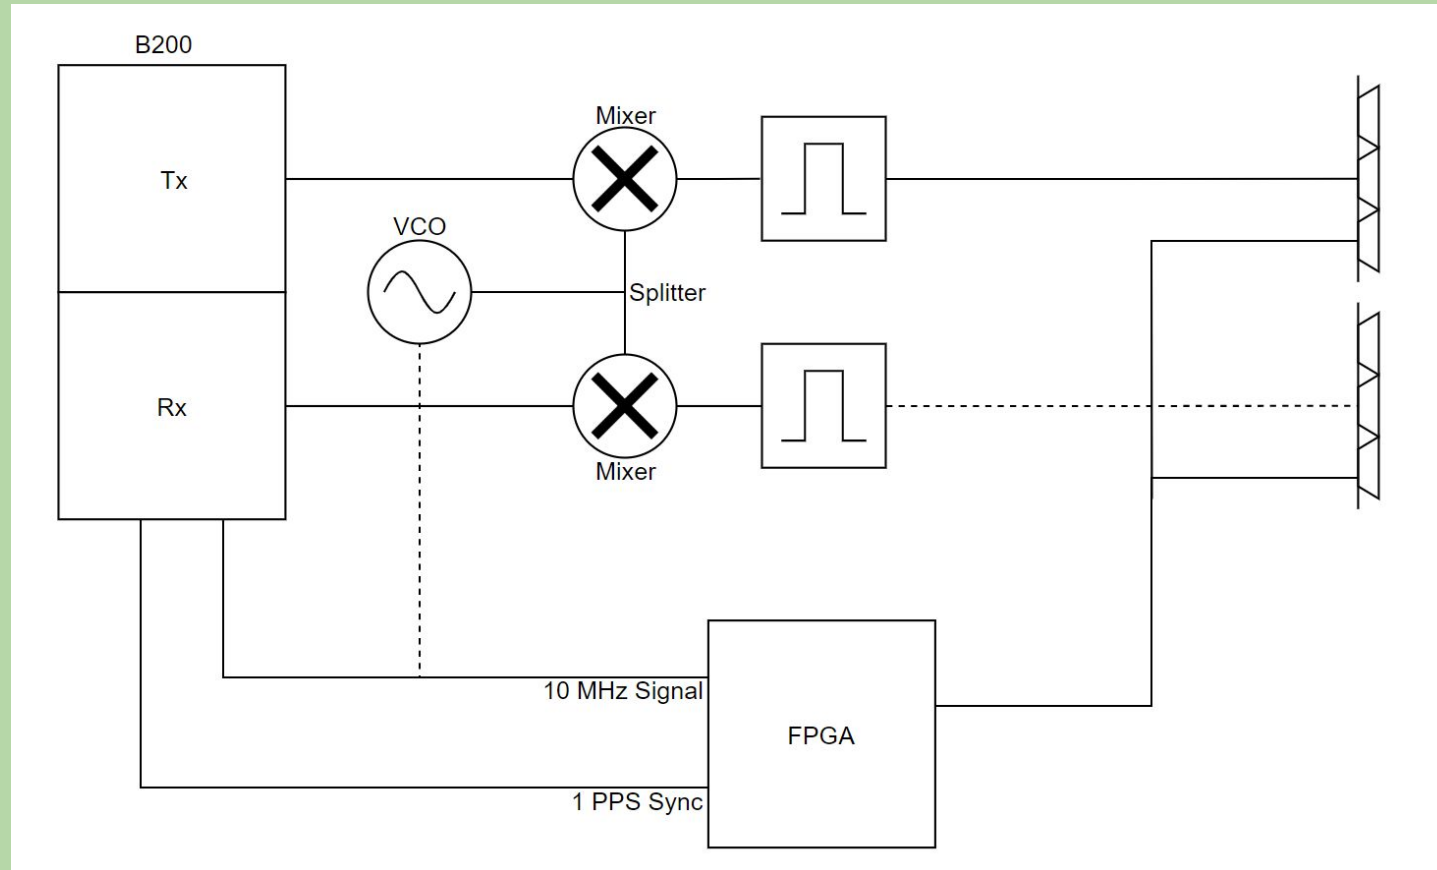 B200
Mixer
Tx
VCO
Splitter
Rx
Mixer
10 MHz Signal
FPGA
1 PPS Sync